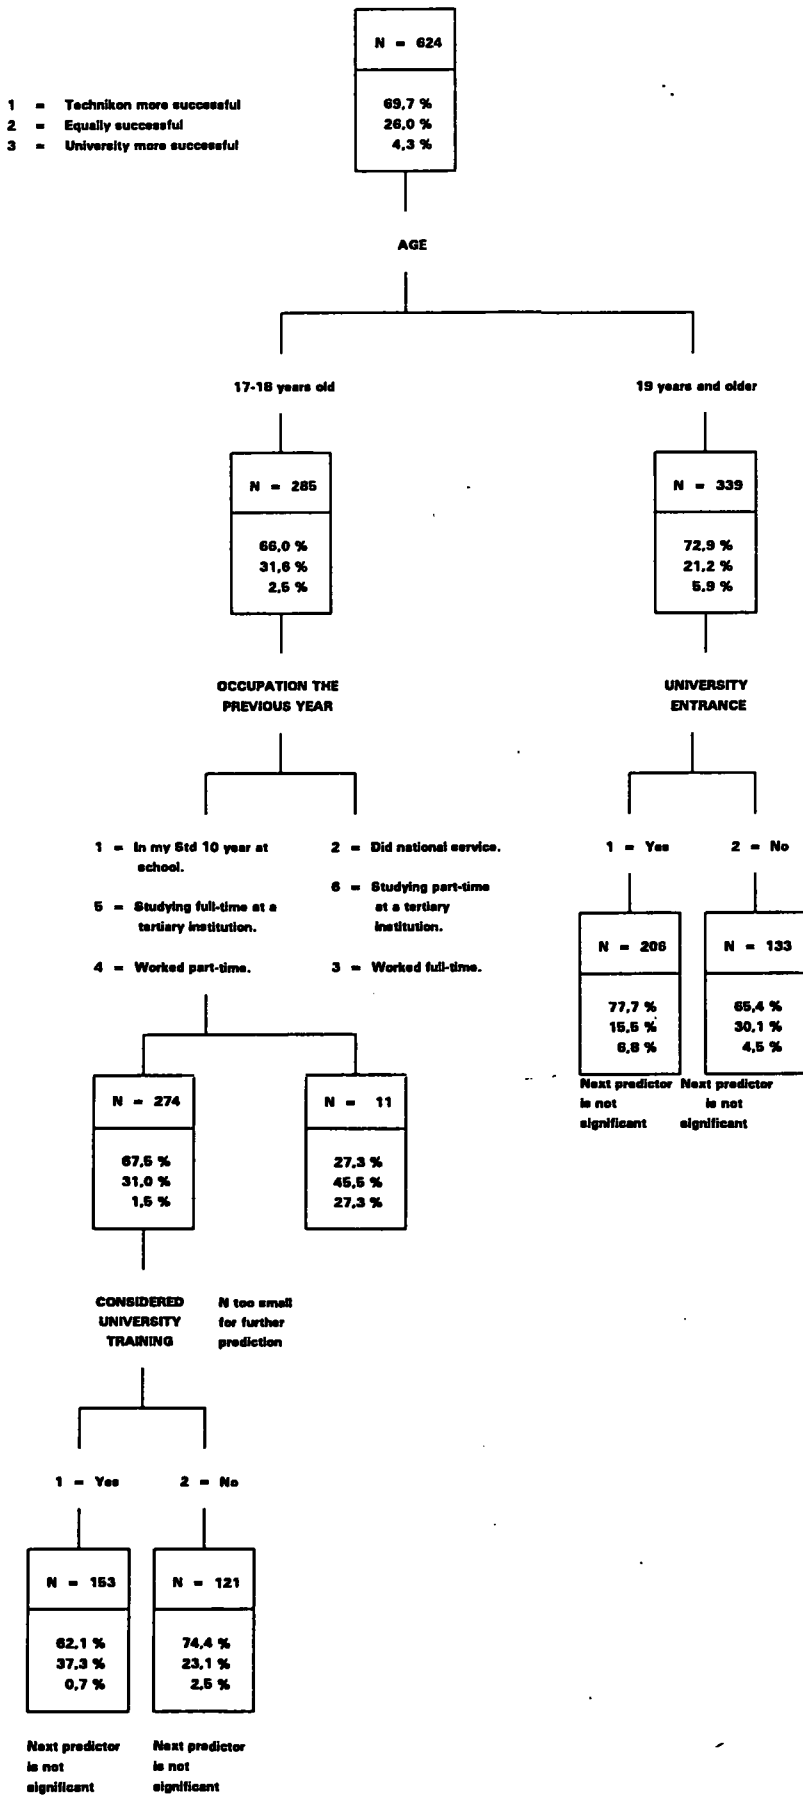 N = 624
69,7 %
26,0 %
4,3 %
1 = Technikon more successful
2 = Equally successful
3 = University more successful
AGE
17-18 years old
19 years and older
N = 285
66,0 %
31,6 %
2,5 %
N = 339
72,9 %
21,2 %
5,9 %
OCCUPATION THE
PREVIOUS YEAR
UNIVERSITY
ENTRANCE
1 = In my Std 10 year at
school.
5 = Studying full-time at a
tertiary institution.
4 = Worked part-time.
2 = Did national service.
6 = Studying part-time
at a tertiary
institution.
3 = Worked full-time.
1 = Yes
2 = No
N = 206
77,7 %
15,5 %
6,8 %
N = 133
65,4 %
30,1 %
4,5 %
Next predictor
is not
significant
Next predictor
is not
significant
N = 274
67,5 %
31,0 %
1,5 %
N = 11
27,3 %
45,5 %
27,3 %
CONSIDERED
UNIVERSITY
TRAINING
N too small
for further
prediction
1 = Yes
2 = No
N = 153
62,1 %
37,3 %
0,7 %
N = 121
74,4 %
23,1 %
2,5 %
Next predictor
is not
significant
Next predictor
is not
significant